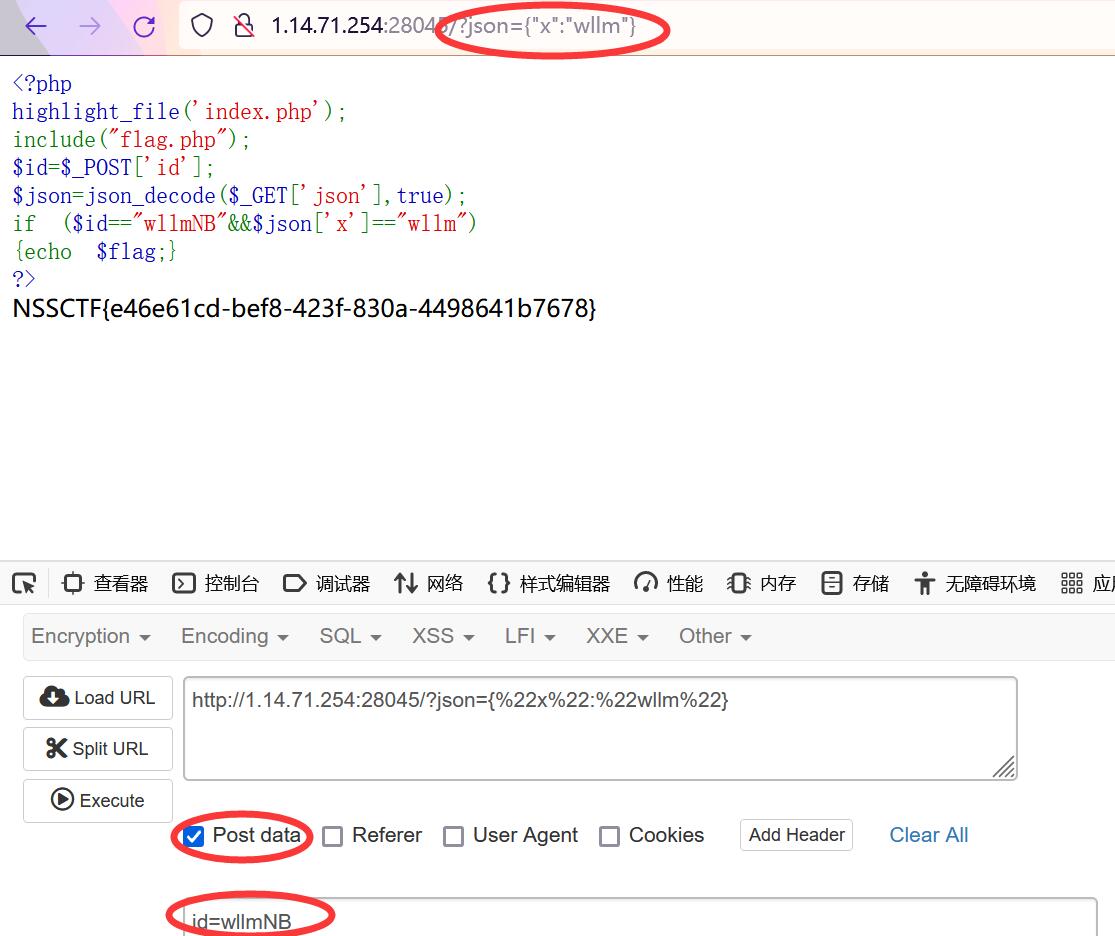 1.14.71.254:28045/?json={"x":"wllm"}
<?php
highlight_file('index.php');
include("flag.php");
$id=$_POST['id'];
$json=json_decode($_GET['json'],true);
if  ($id=="wllmNB"&&$json['x']=="wllm")
{echo  $flag;}
?>
NSSCTF{e46e61cd-bef8-423f-830a-4498641b7678}
查看器 控制台 调试器 网络 样式编辑器 性能 内存 存储 无障碍环境 应
Encryption Encoding SQL XSS LFI XXE Other
Load URL http://1.14.71.254:28045/?json={%22x%22:%22wllm%22}
Split URL
Execute
Post data Referer User Agent Cookies Add Header Clear All
id=wllmNB